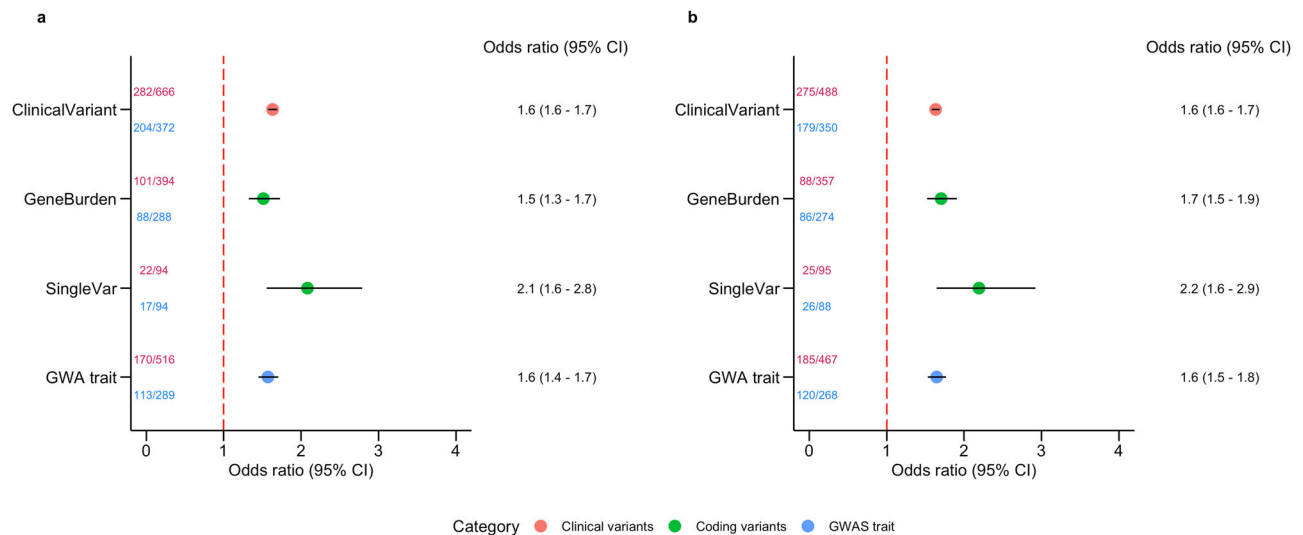 a
Odds ratio (95% CI)
ClinicalVariant
282/666
204/372
1.6 (1.6 - 1.7)
GeneBurden
101/394
88/288
1.5 (1.3 - 1.7)
SingleVar
22/94
17/94
2.1 (1.6 - 2.8)
GWA trait
170/516
113/289
1.6 (1.4 - 1.7)
0 1 2 3 4
Odds ratio (95% CI)
b
Odds ratio (95% CI)
ClinicalVariant
275/488
179/350
1.6 (1.6 - 1.7)
GeneBurden
88/357
86/274
1.7 (1.5 - 1.9)
SingleVar
25/95
26/88
2.2 (1.6 - 2.9)
GWA trait
185/467
120/268
1.6 (1.5 - 1.8)
0 1 2 3 4
Odds ratio (95% CI)
Category Clinical variants Coding variants GWAS trait